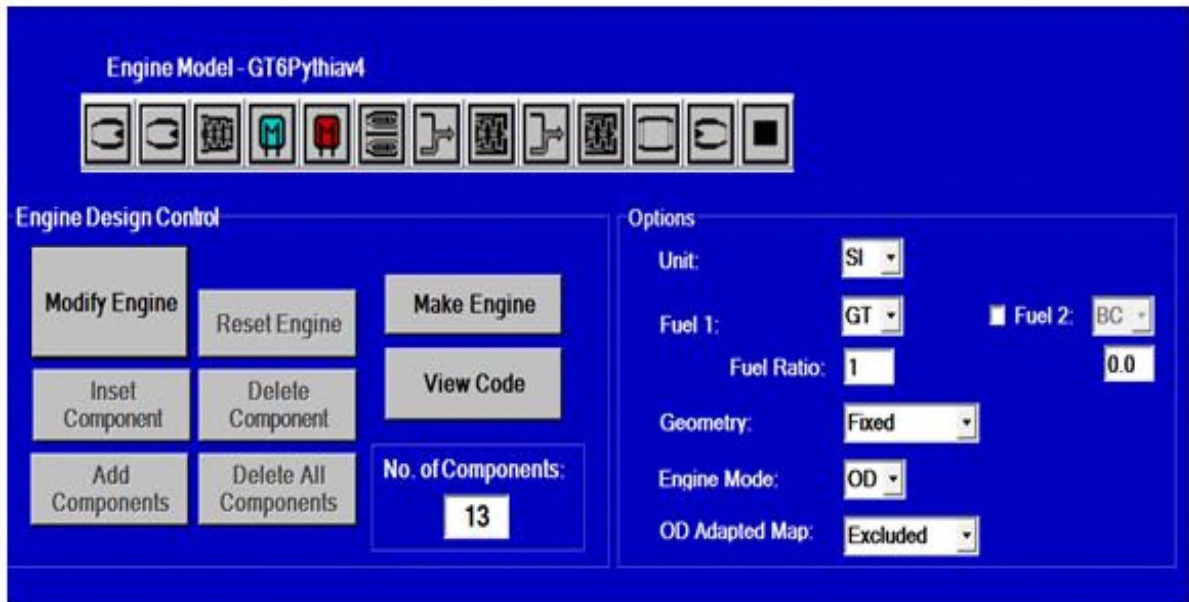 Engine Model - GT6Pythiav4
M
M
Engine Design Control
Modify Engine
Reset Engine
Make Engine
Inset
Component
Delete
Component
View Code
Add
Components
Delete All
Components
No. of Components:
13
Options
Unit:
SI
Fuel 1:
GT
Fuel 2:
BC
Fuel Ratio:
1
0.0
Geometry:
Fixed
Engine Mode:
OD
OD Adapted Map:
Excluded